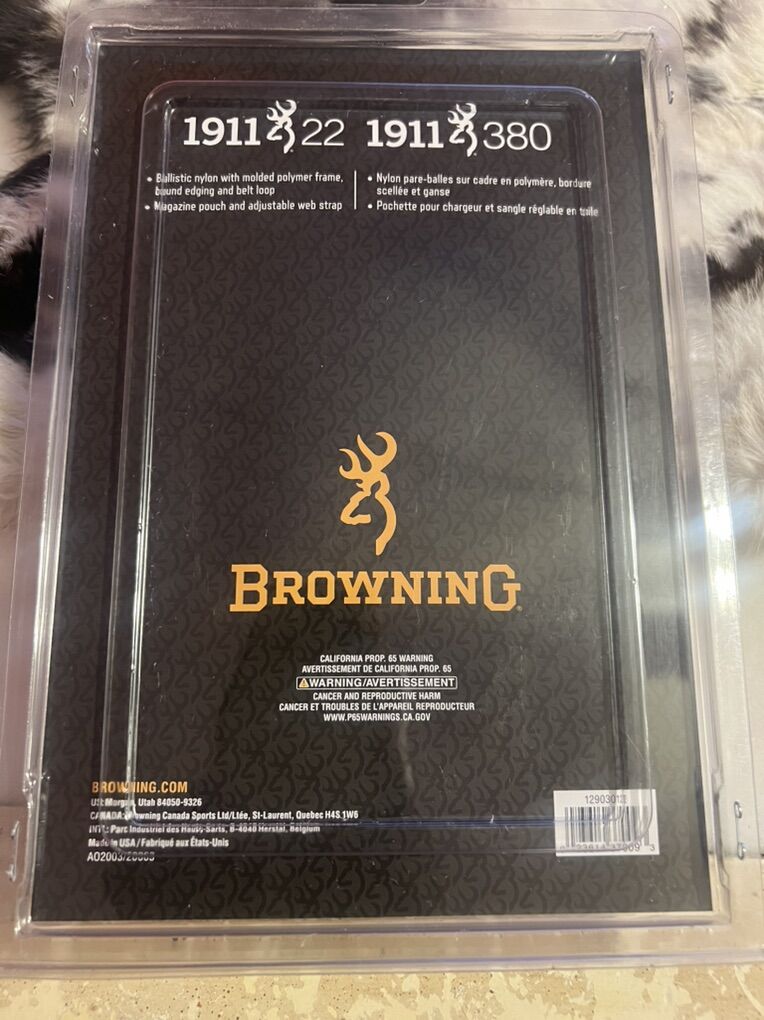 1911 22 1911 380
• Ballistic nylon with molded polymer frame,
bound edging and belt loop
• Magazine pouch and adjustable web strap
• Nylon pare-balles sur cadre en polymère, bordure
scellée et ganse
• Pochette pour chargeur et sangle réglable en toile
BROWNING
CALIFORNIA PROP. 65 WARNING
AVERTISSEMENT DE CALIFORNIA PROP. 65
WARNING/AVERTISSEMENT
CANCER AND REPRODUCTIVE HARM
CANCER ET TROUBLES DE L'APPAREIL REPRODUCTEUR
WWW.P65WARNINGS.CA.GOV
BROWNING.COM
US: Morgan, Utah 84050-9326
CANADA: Browning Canada Sports Ltd/Ltée, St-Laurent, Quebec H4S 1W6
INTL: Parc Industriel des Hauts-Sarts, B-4040 Herstal, Belgium
Made in USA / Fabriqué aux États-Unis